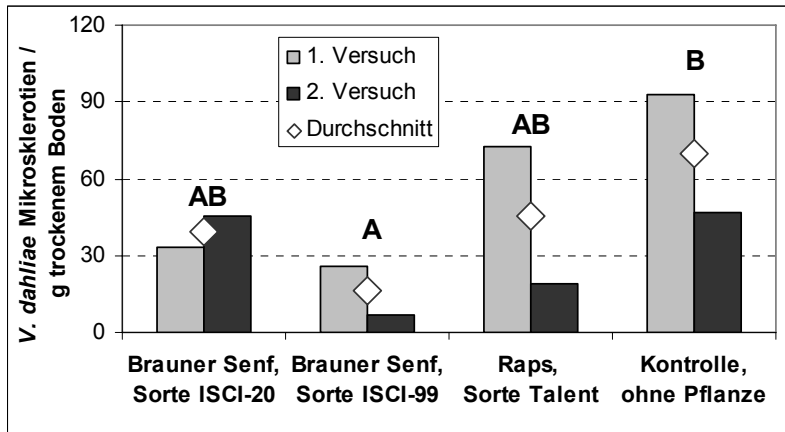 V. dahliae Mikrosklerotien /
g trockenem Boden
120
90
60
30
0
1. Versuch
2. Versuch
Durchschnitt
AB
A
AB
B
Brauner Senf,
Sorte ISCI-20
Brauner Senf,
Sorte ISCI-99
Raps,
Sorte Talent
Kontrolle,
ohne Pflanze